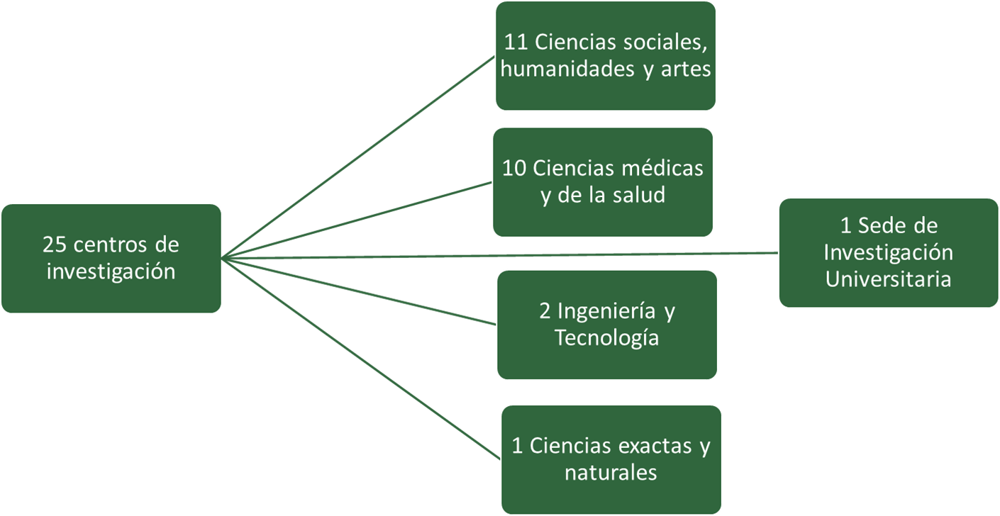 11 Ciencias sociales,
humanidades y artes
10 Ciencias médicas
y de la salud
25 centros de
investigación
1 Sede de
Investigación
Universitaria
2 Ingeniería y
Tecnología
1 Ciencias exactas y
naturales